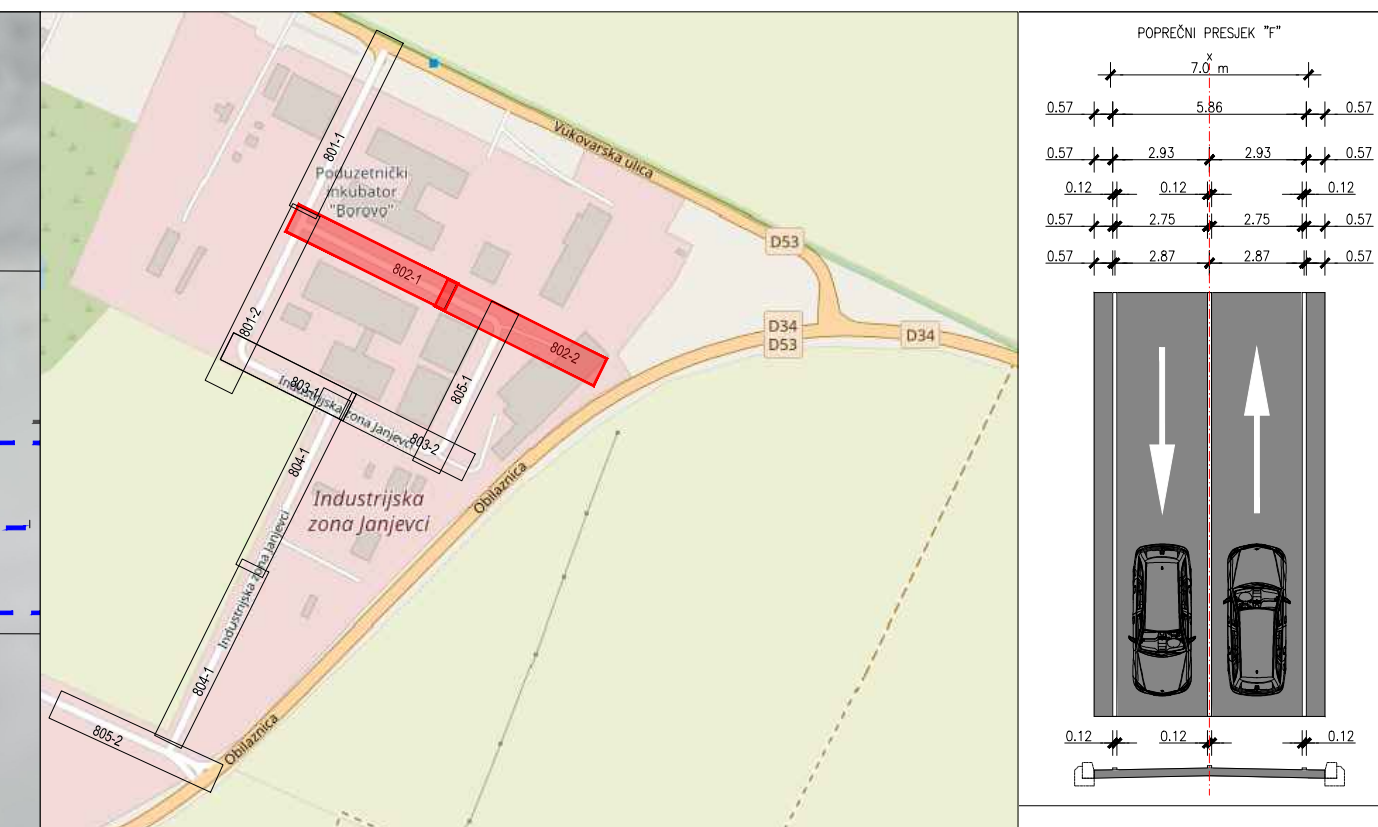 801-1
Poduzetnički
inkubator
"Borovo"
Vukovarska ulica
D53
802-1
801-2
802-2
D34
D53
D34
803-1
Industrijska zona Janjevci
805-1
803-2
804-1
Obilaznica
Industrijska
zona Janjevci
Industrijska zona Janjevci
804-1
805-2
Obilaznica
POPREČNI PRESJEK "F"
x
7.0 m
0.57 5.86 0.57
0.57 2.93 2.93 0.57
0.12 0.12 0.12
0.57 2.75 2.75 0.57
0.57 2.87 2.87 0.57
0.12 0.12 0.12